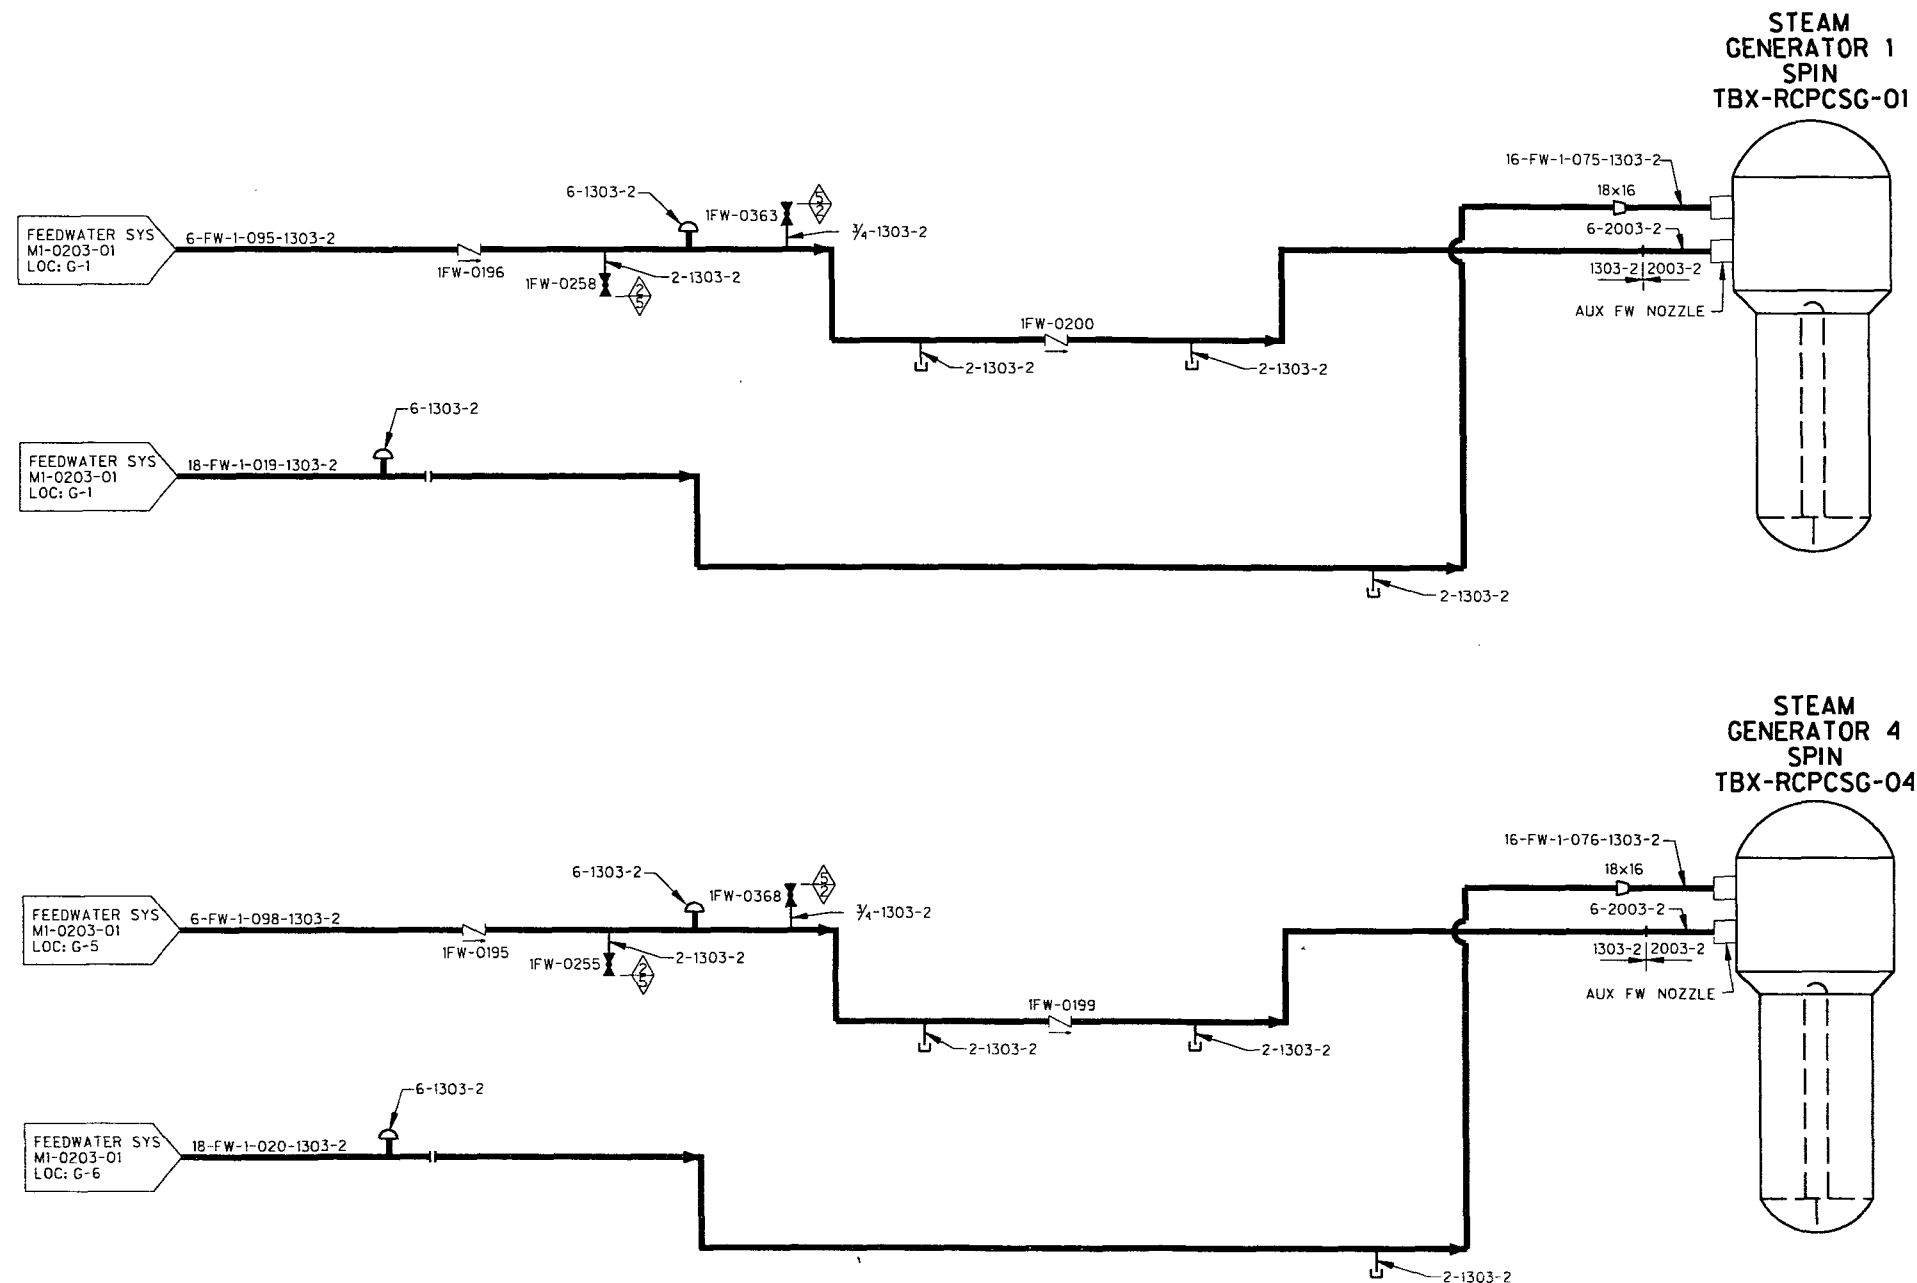 STEAM
GENERATOR 1
SPIN
TBX-RCPCSG-01
16-FW-1-075-1303-2
18x16
6-2003-2
1303-2
2003-2
AUX FW NOZZLE
FEEDWATER SYS
M1-0203-01
LOC: G-1
6-FW-1-095-1303-2
1FW-0196
6-1303-2
1FW-0363
5
2
3/4-1303-2
1FW-0258
2
5
2-1303-2
1FW-0200
2-1303-2
2-1303-2
FEEDWATER SYS
M1-0203-01
LOC: G-1
18-FW-1-019-1303-2
6-1303-2
2-1303-2
STEAM
GENERATOR 4
SPIN
TBX-RCPCSG-04
16-FW-1-076-1303-2
18x16
6-2003-2
1303-2
2003-2
AUX FW NOZZLE
FEEDWATER SYS
M1-0203-01
LOC: G-5
6-FW-1-098-1303-2
1FW-0195
6-1303-2
1FW-0368
5
2
3/4-1303-2
1FW-0255
2
5
2-1303-2
1FW-0199
2-1303-2
2-1303-2
FEEDWATER SYS
M1-0203-01
LOC: G-6
18-FW-1-020-1303-2
6-1303-2
2-1303-2